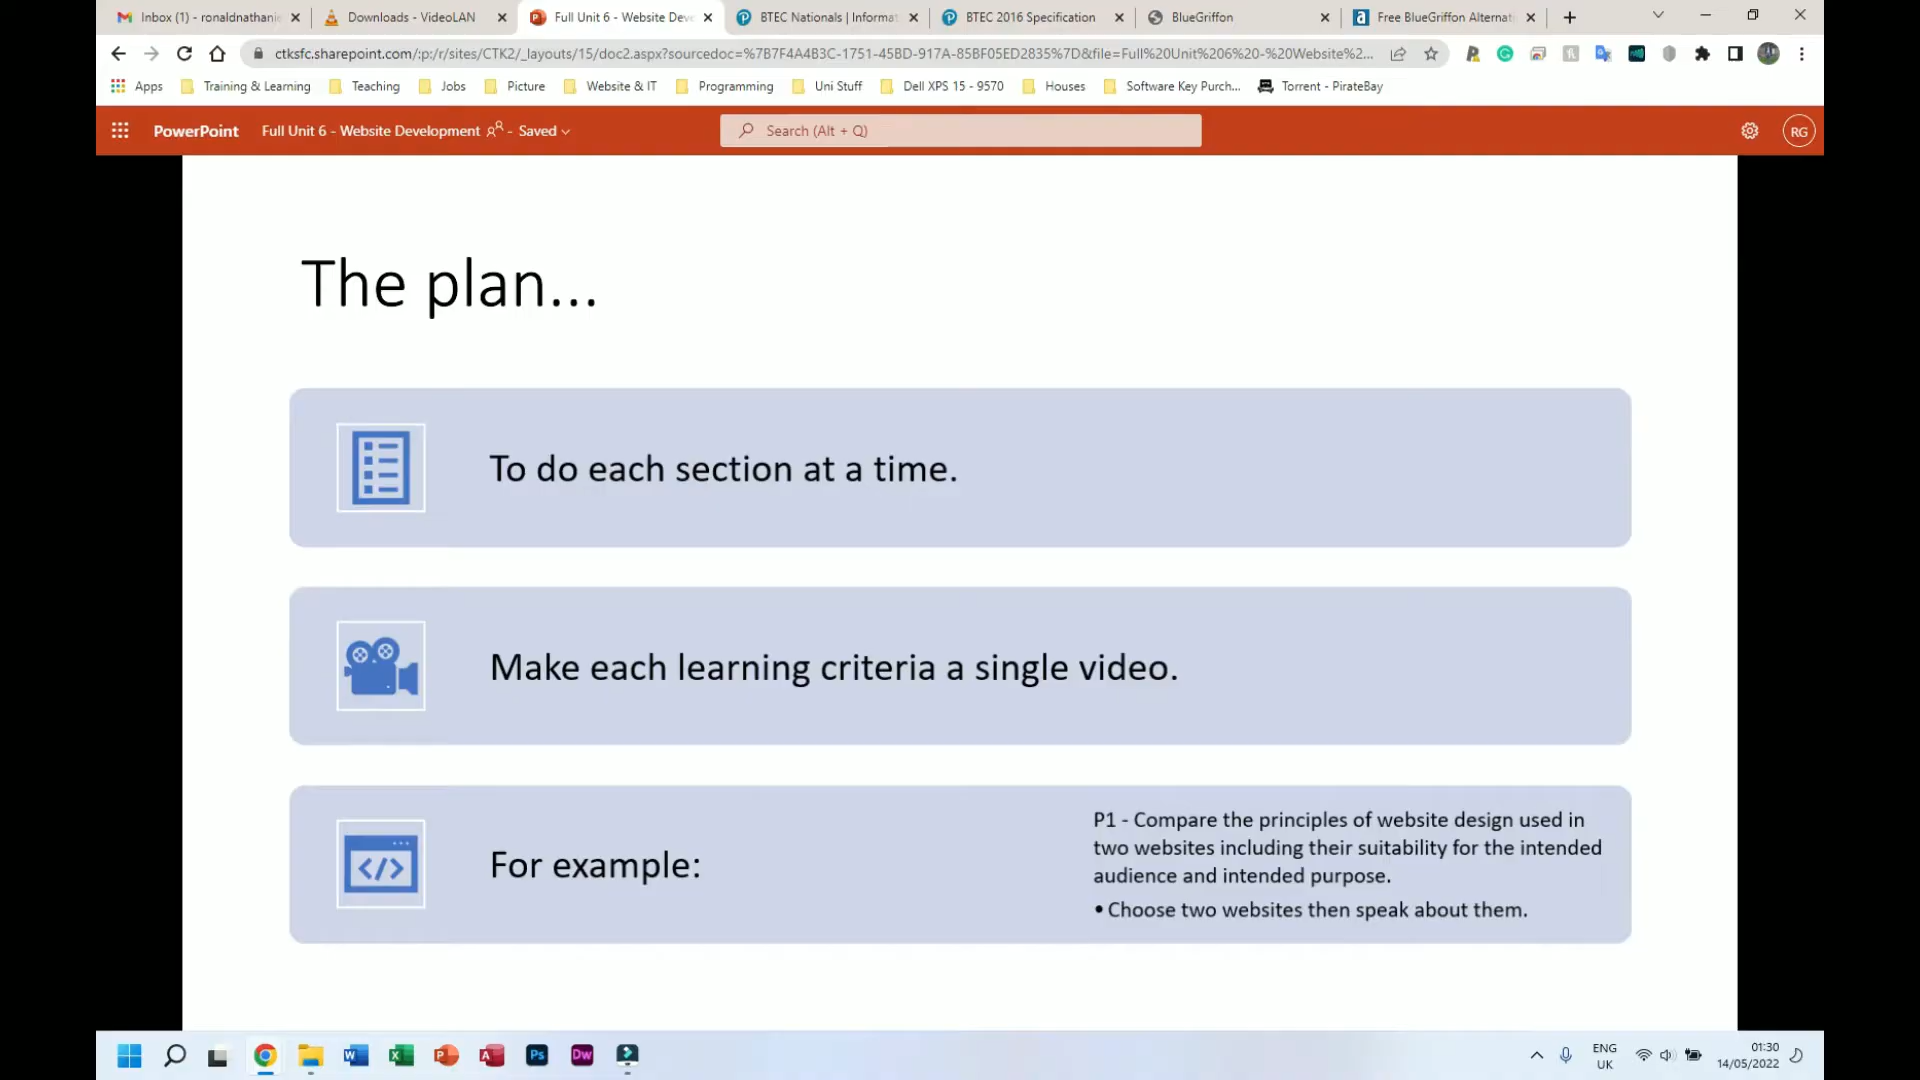 Inbox (1) - ronaldnathanie
Downloads - VideoLAN
Full Unit 6 - Website Deve
BTEC Nationals | Informat
BTEC 2016 Specification
BlueGriffon
Free BlueGriffon Alternati
ctksfc.sharepoint.com/:p:/r/sites/CTK2/_layouts/15/doc2.aspx?sourcedoc=%7B7F4A4B3C-1751-45BD-917A-85BF05ED2835%7D&file=Full%20Unit%206%20-%20Website%2...
Apps
Training & Learning
Teaching
Jobs
Picture
Website & IT
Programming
Uni Stuff
Dell XPS 15 - 9570
Houses
Software Key Purch...
Torrent - PirateBay
PowerPoint
Full Unit 6 - Website Development
- Saved
Search (Alt + Q)
RG
The plan...
To do each section at a time.
Make each learning criteria a single video.
For example:
P1 - Compare the principles of website design used in
two websites including their suitability for the intended
audience and intended purpose.
• Choose two websites then speak about them.
ENG
UK
01:30
14/05/2022